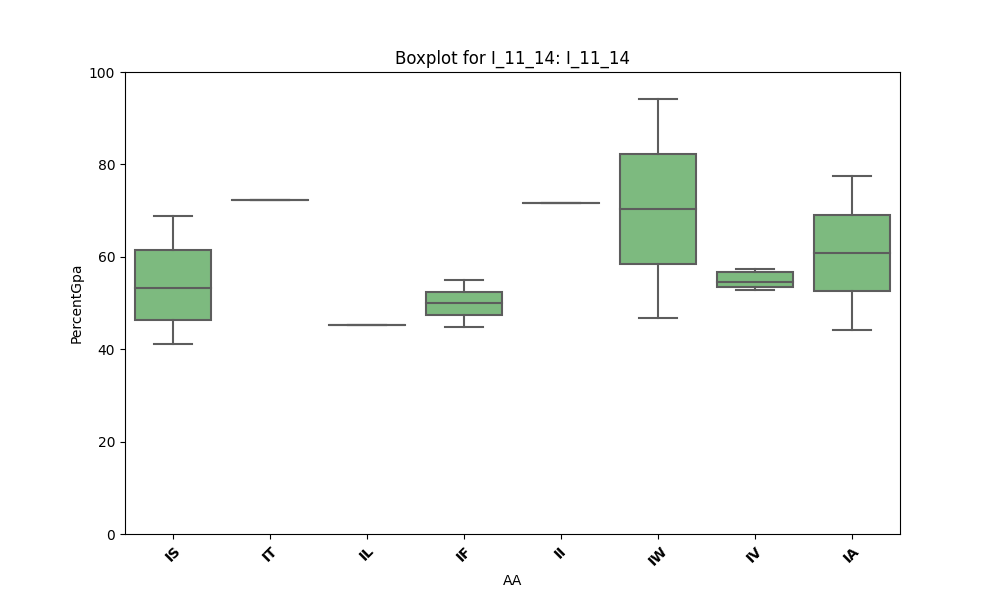 Boxplot for I_11_14: I_11_14
100
80
60
40
20
0
PercentGpa
IS
IT
IL
IF
II
IW
IV
IA
AA